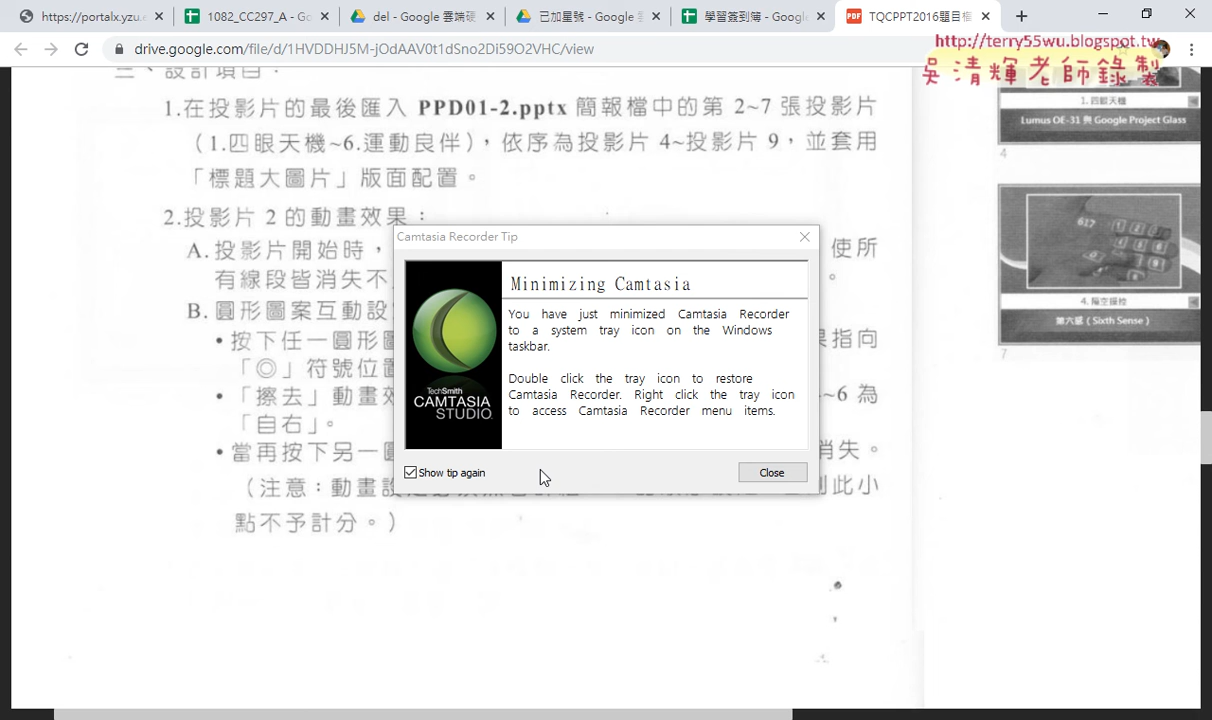 https://portalx.yzu.e
1082_CC297_A - Go
del - Google 雲端硬
已加星號 - Google 雲
學習簽到簿 - Google
PDF
TQCPPT2016題目檔
drive.google.com/file/d/1HVDDHJ5M-jOdAAV0t1dSno2Di59O2VHC/view
http://terry55wu.blogspot.tw
吳清輝老師錄製
三、設計項目：
1.在投影片的最後匯入 PPD01-2.pptx 簡報檔中的第 2~7 張投影片
（1.四眼天機~6.運動良伴），依序為投影片 4~投影片 9，並套用
「標題大圖片」版面配置。
2.投影片 2 的動畫效果：
A.投影片開始時，
使所
有線段皆消失不
。
B.圓形圖案互動設
•按下任一圓形圖
果指向
「◎」符號位置
•「擦去」動畫效
~6 為
「自右」。
•當再按下另一圓
消失。
（注意：動畫設
則此小
點不予計分。）
Camtasia Recorder Tip
Minimizing Camtasia
You have just minimized Camtasia Recorder
to a system tray icon on the Windows
taskbar.
Double click the tray icon to restore
Camtasia Recorder. Right click the tray icon
to access Camtasia Recorder menu items.
TechSmith
CAMTASIA
STUDIO
Show tip again
Close
1.四眼天機
Lumus OE-31 與 Google Project Glass
4
617
4.隔空操控
第六感（Sixth Sense）
7